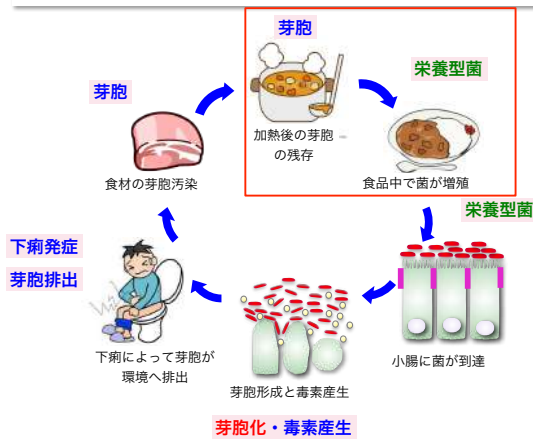 芽胞
加熱後の芽胞
の残存
栄養型菌
食品中で菌が増殖
栄養型菌
小腸に菌が到達
芽胞形成と毒素産生
芽胞化・毒素産生
下痢発症
芽胞排出
下痢によって芽胞が
環境へ排出
芽胞
食材の芽胞汚染